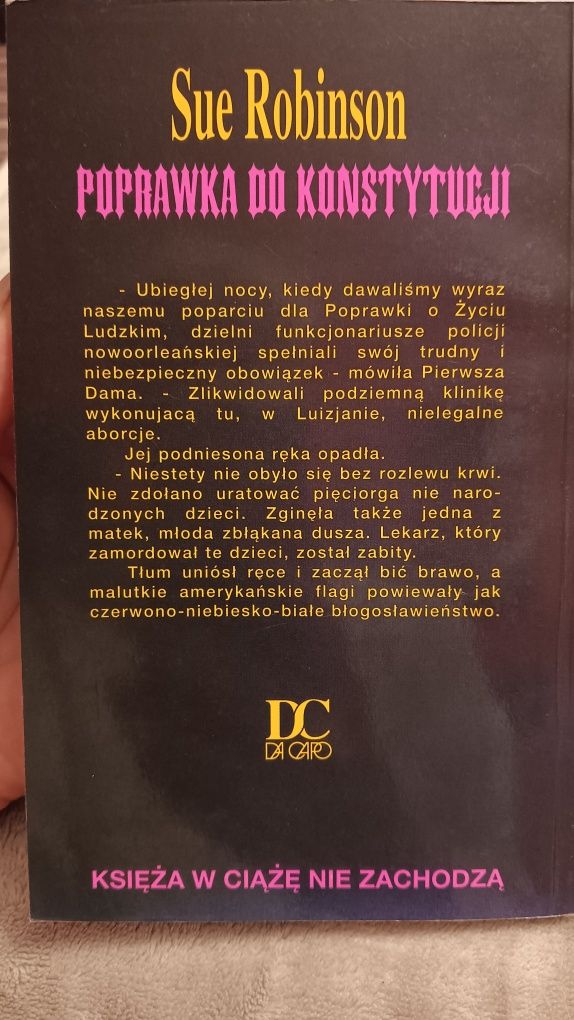 Sue Robinson
POPRAWKA DO KONSTYTUCJI
- Ubiegłej nocy, kiedy dawaliśmy wyraz
naszemu poparciu dla Poprawki o Życiu
Ludzkim, dzielni funkcjonariusze policji
nowoorleańskiej spełniali swój trudny i
niebezpieczny obowiązek - mówiła Pierwsza
Dama. - Zlikwidowali podziemną klinikę
wykonujacą tu, w Luizjanie, nielegalne
aborcje.
Jej podniesona ręka opadła.
- Niestety nie obyło się bez rozlewu krwi.
Nie zdołano uratować pięciorga nie naro-
dzonych dzieci. Zginęła także jedna z
matek, młoda zbłąkana dusza. Lekarz, który
zamordował te dzieci, został zabity.
Tłum uniósł ręce i zaczął bić brawo, a
malutkie amerykańskie flagi powiewały jak
czerwono-niebiesko-białe błogosławieństwo.
DC
DA CAPO
KSIĘŻA W CIĄŻĘ NIE ZACHODZĄ